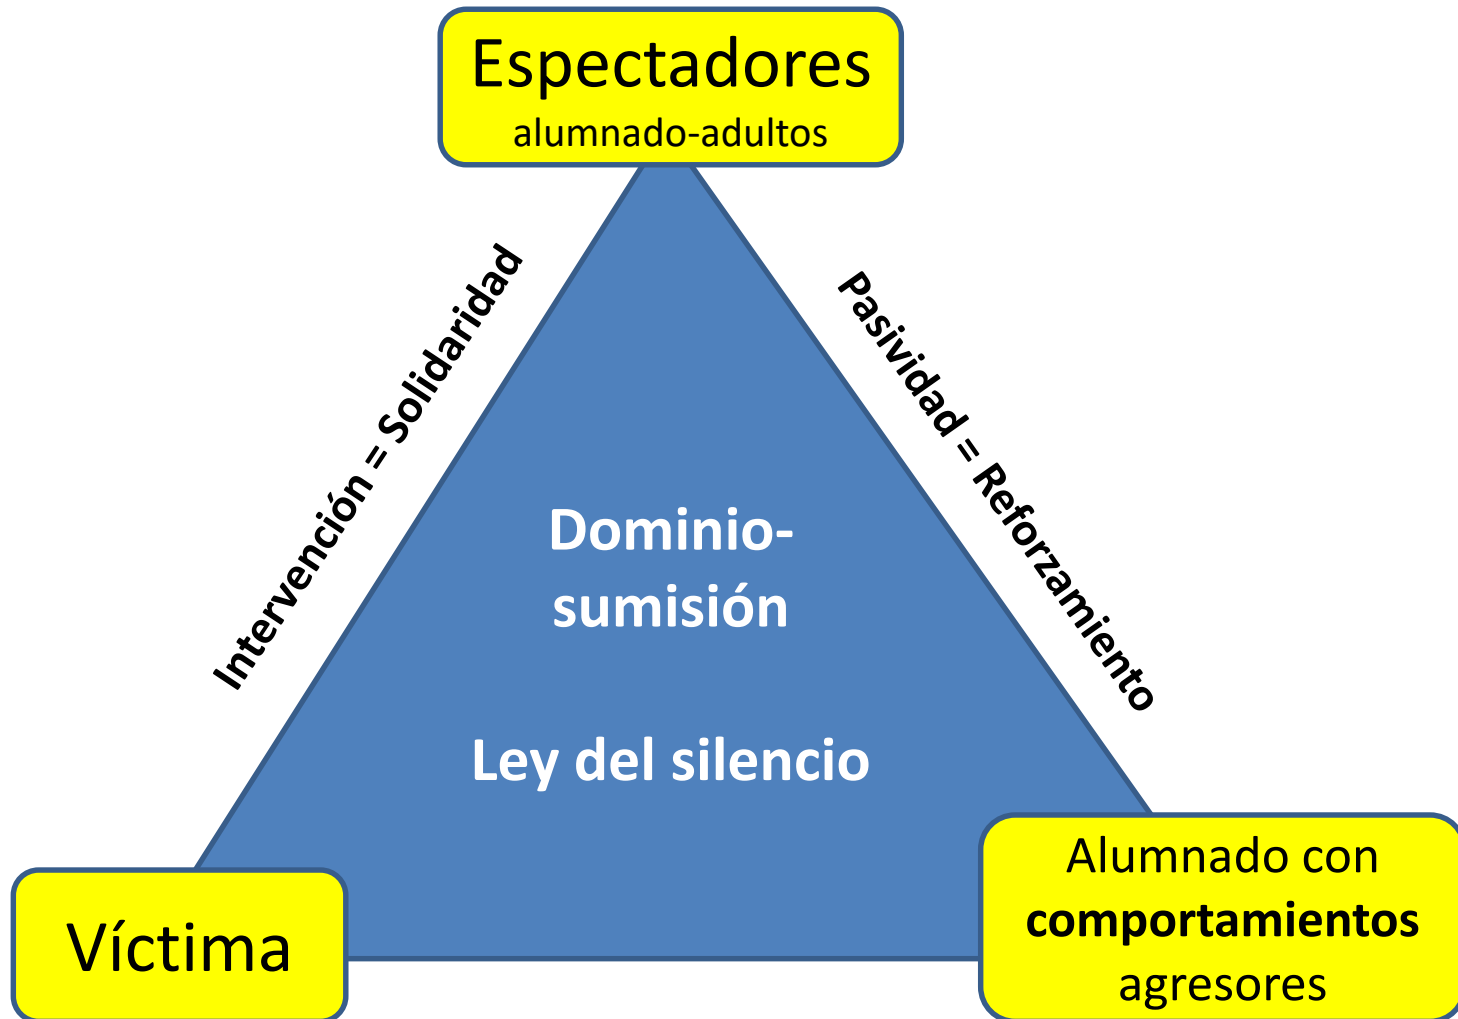 Espectadores
alumnado-adultos
Intervención = Solidaridad
Pasividad = Reforzamiento
Dominio-
sumisión
Ley del silencio
Víctima
Alumnado con
comportamientos
agresores